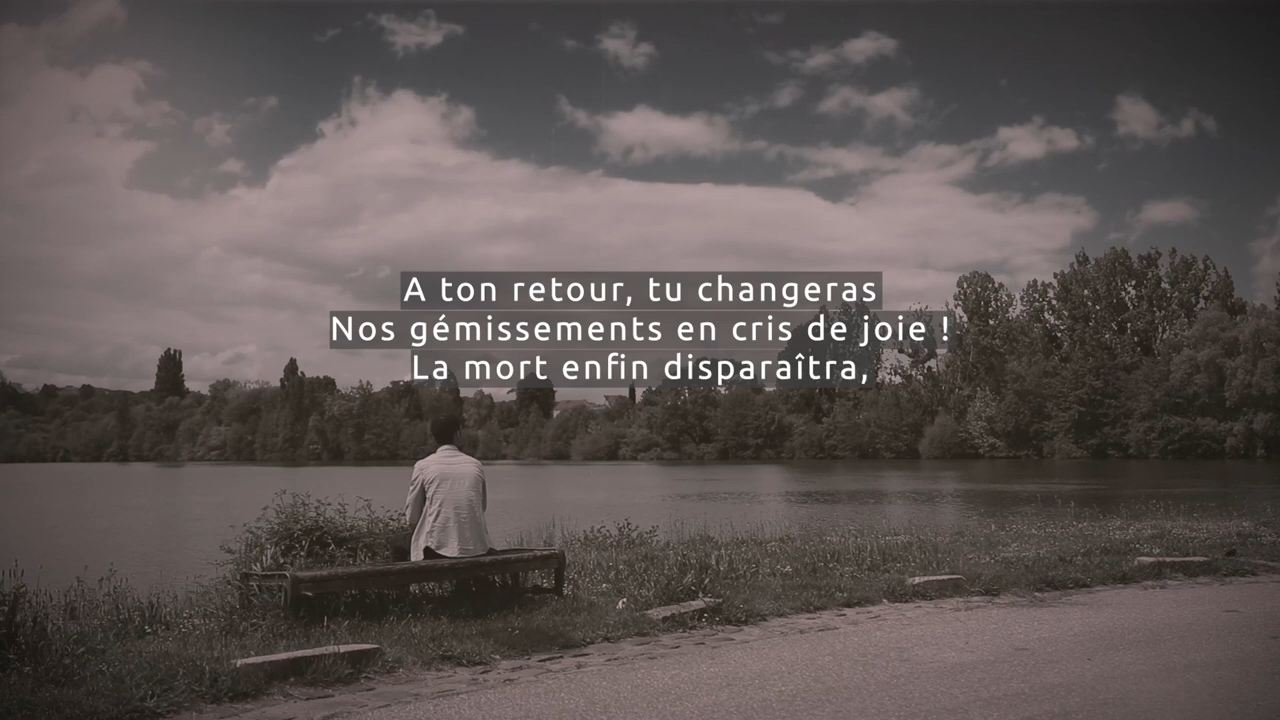 A ton retour, tu changeras
Nos gémissements en cris de joie !
La mort enfin disparaîtra,